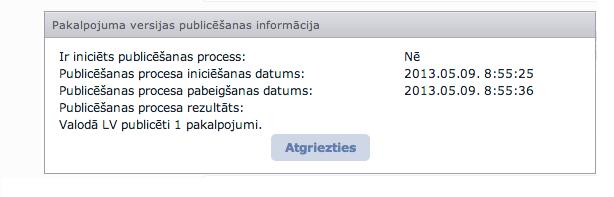 Pakalpojuma versijas publicēšanas informācija
Ir iniciēts publicēšanas process: Nē
Publicēšanas procesa iniciēšanas datums: 2013.05.09. 8:55:25
Publicēšanas procesa pabeigšanas datums: 2013.05.09. 8:55:36
Publicēšanas procesa rezultāts:
Valodā LV publicēti 1 pakalpojumi.
Atgriezties